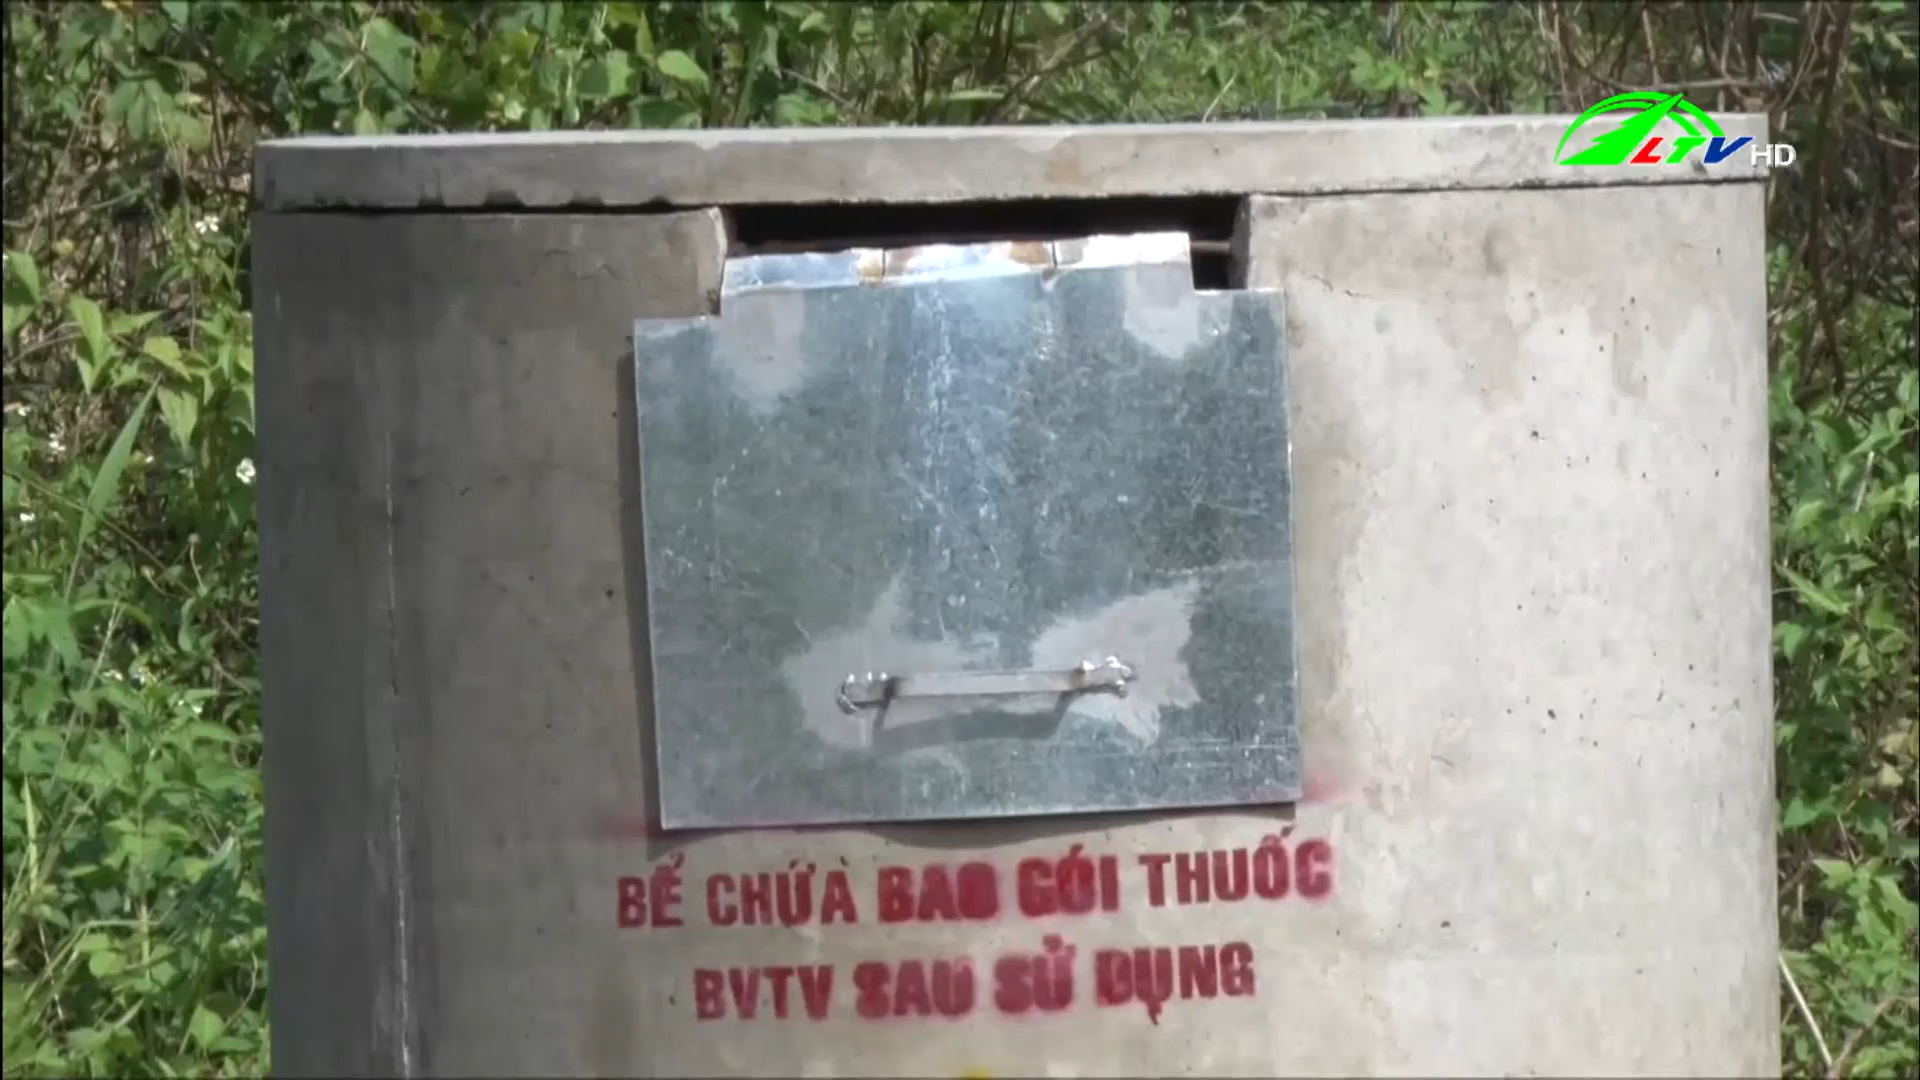 LTV HD
BỂ CHỨA BAO GÓI THUỐC
BVTV SAU SỬ DỤNG